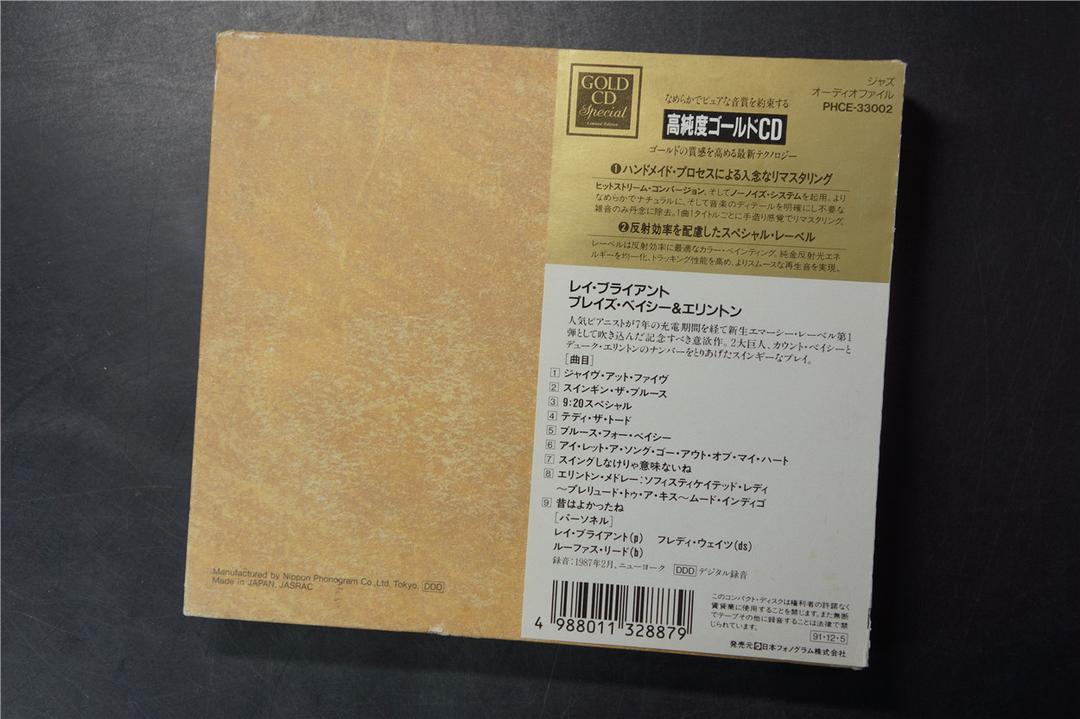 GOLD
CD
Special
Limited Edition
ジャズ
オーディオファイル
PHCE-33002
なめらかでピュアな音質を約束する
高純度ゴールドCD
ゴールドの質感を高める最新テクノロジー
❶ハンドメイド・プロセスによる入念なリマスタリング
ヒットストリーム・コンバージョン、そしてノーノイズ・システムを起用。より
なめらかでナチュラルに、そして音楽のディテールを明確にし不要な
雑音のみ丹念に除去。1曲1タイトルごとに手造り感覚でリマスタリング。
❷反射効率を配慮したスペシャル・レーベル
レーベルは反射効率に最適なカラー・ペインティング。純金反射光エネ
ルギーを均一化、トラッキング性能を高め、よりスムースな再生音を実現。
レイ・ブライアント
プレイズ・ベイシー&エリントン
人気ピアニストが7年の充電期間を経て新生エマーシー・レーベル第1
弾として吹き込んだ記念すべき意欲作。2大巨人、カウント・ベイシーと
デューク・エリントンのナンバーをとりあげたスインギーなプレイ。
[曲目]
1 ジャイヴ・アット・ファイヴ
2 スインギン・ザ・ブルース
3 9:20スペシャル
4 テディ・ザ・トード
5 ブルース・フォー・ベイシー
6 アイ・レット・ア・ソング・ゴー・アウト・オブ・マイ・ハート
7 スイングしなけりゃ意味ないね
8 エリントン・メドレー:ソフィスティケイテッド・レディ
〜プレリュード・トゥ・ア・キス〜ムード・インディゴ
9 昔はよかったね
[パーソネル]
レイ・ブライアント(p) フレディ・ウェイツ(ds)
ルーファス・リード(b)
録音:1987年2月、ニューヨーク DDD デジタル録音
4 988011 328879
このコンパクト・ディスクは権利者の許諾なく
賃貸業に使用することを禁じます。また無断
でテープその他に録音することは法律で禁
じられています。
91・12・5
発売元 日本フォノグラム株式会社
Manufactured by Nippon Phonogram Co., Ltd. Tokyo. DDD
Made in JAPAN, JASRAC